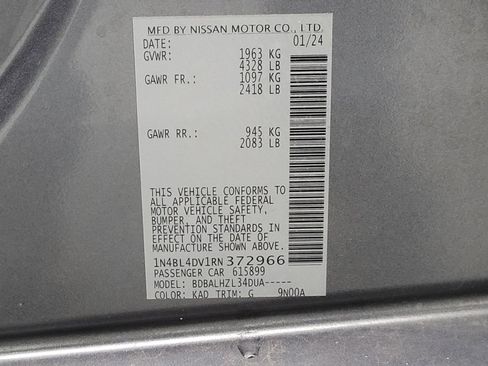 MFD BY NISSAN MOTOR CO., LTD.
DATE: 01/24
GVWR: 1963 KG
4328 LB
GAWR FR.: 1097 KG
2418 LB
GAWR RR.: 945 KG
2083 LB
THIS VEHICLE CONFORMS TO
ALL APPLICABLE FEDERAL
MOTOR VEHICLE SAFETY,
BUMPER, AND THEFT
PREVENTION STANDARDS IN
EFFECT ON THE DATE OF
MANUFACTURE SHOWN ABOVE.
1N4BL4DV1RN372966
PASSENGER CAR 615899
MODEL: BDBALHZL34DUA-----
COLOR: KAD TRIM: G 9N00A